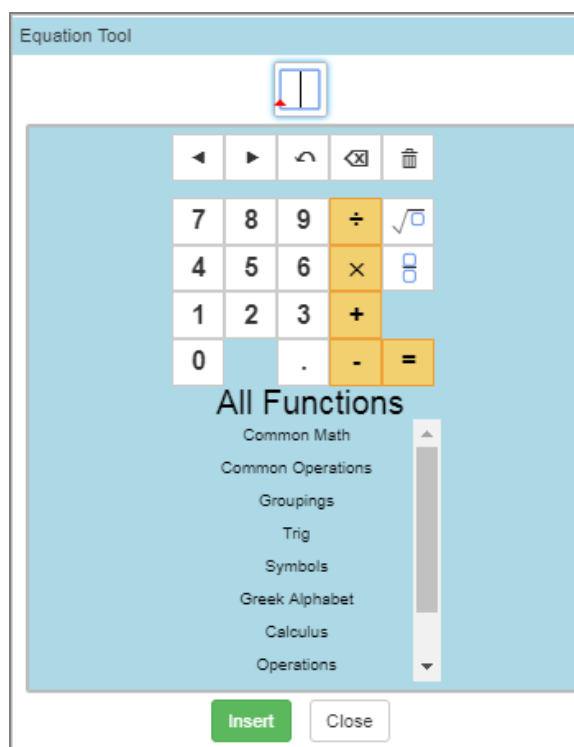 Equation Tool
7 8 9 ÷
4 5 6 ×
1 2 3 +
0 . - =
All Functions
Common Math
Common Operations
Groupings
Trig
Symbols
Greek Alphabet
Calculus
Operations
Insert Close